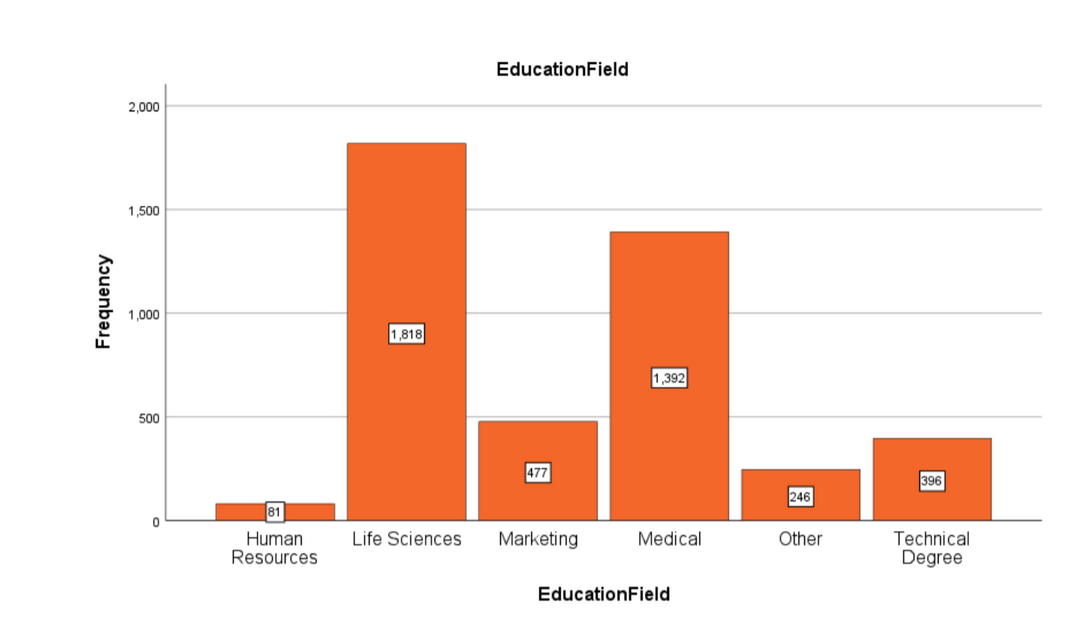 EducationField
2,000
1,500
1,000
500
0
Frequency
81
1,818
477
1,392
246
396
Human
Resources
Life Sciences
Marketing
Medical
Other
Technical
Degree
EducationField